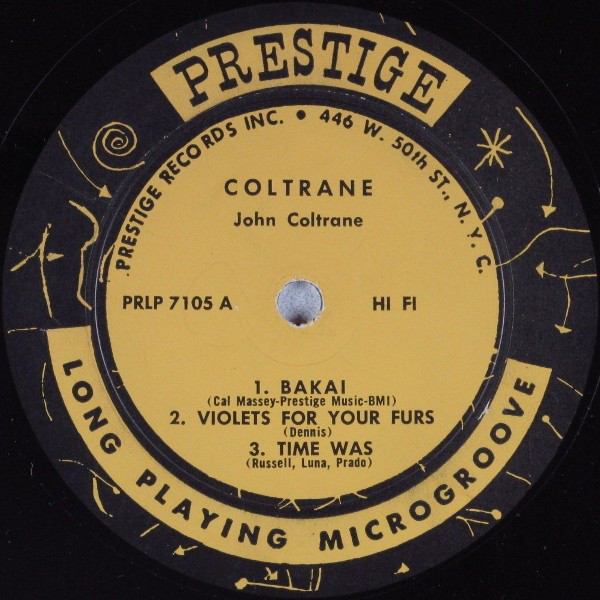 PRESTIGE
PRESTIGE RECORDS INC. • 446 W. 50th ST., N. Y. C.
COLTRANE
John Coltrane
PRLP 7105 A
HI FI
1. BAKAI
(Cal Massey-Prestige Music-BMI)
2. VIOLETS FOR YOUR FURS
(Dennis)
3. TIME WAS
(Russell, Luna, Prado)
LONG PLAYING MICROGROOVE